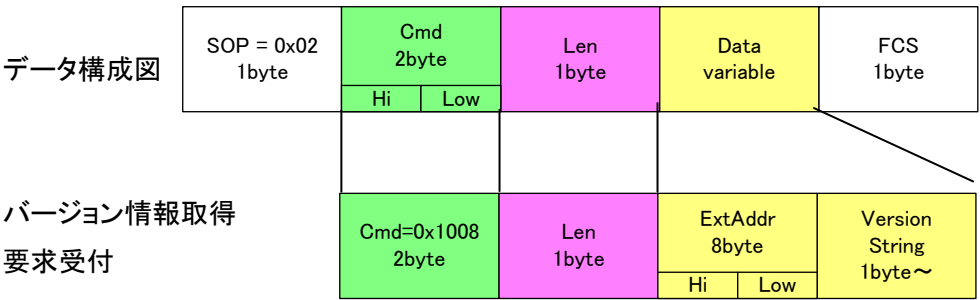 データ構成図
SOP = 0x02
1byte
Cmd
2byte
Hi
Low
Len
1byte
Data
variable
FCS
1byte
バージョン情報取得
要求受付
Cmd=0x1008
2byte
Len
1byte
ExtAddr
8byte
Hi
Low
Version
String
1byte～